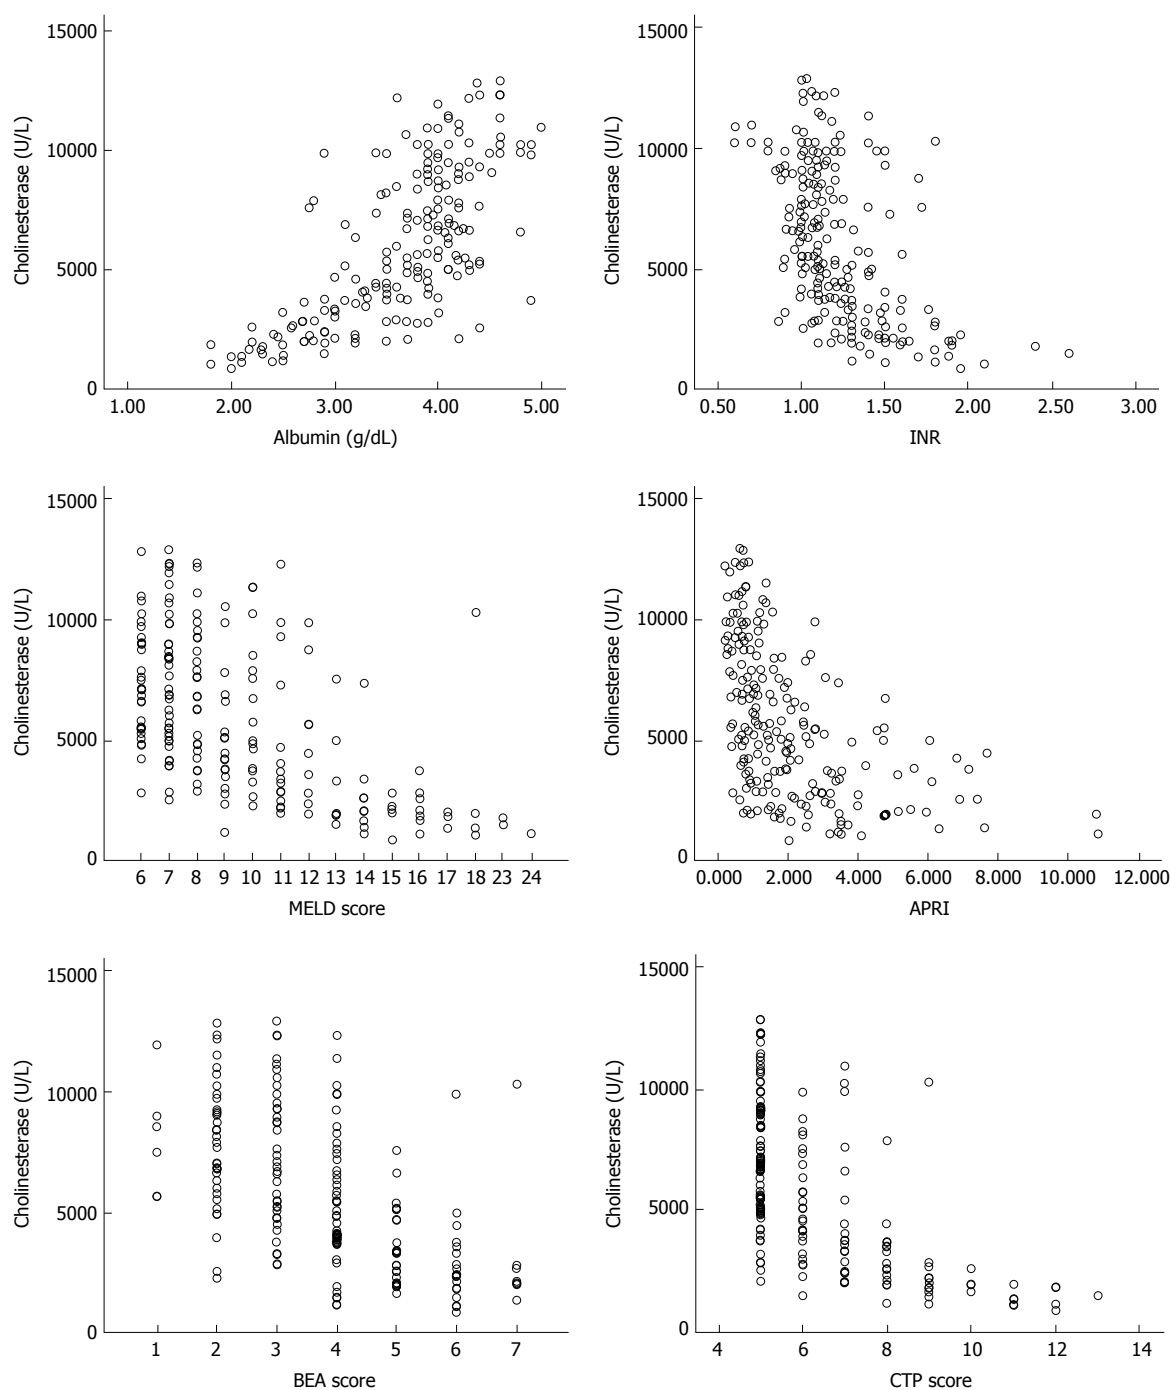 15000
10000
5000
0
Cholinesterase (U/L)
1.00 2.00 3.00 4.00 5.00
Albumin (g/dL)
15000
10000
5000
0
Cholinesterase (U/L)
0.50 1.00 1.50 2.00 2.50 3.00
INR
15000
10000
5000
0
Cholinesterase (U/L)
6 7 8 9 10 11 12 13 14 15 16 17 18 23 24
MELD score
15000
10000
5000
0
Cholinesterase (U/L)
0.000 2.000 4.000 6.000 8.000 10.000 12.000
APRI
15000
10000
5000
0
Cholinesterase (U/L)
1 2 3 4 5 6 7
BEA score
15000
10000
5000
0
Cholinesterase (U/L)
4 6 8 10 12 14
CTP score